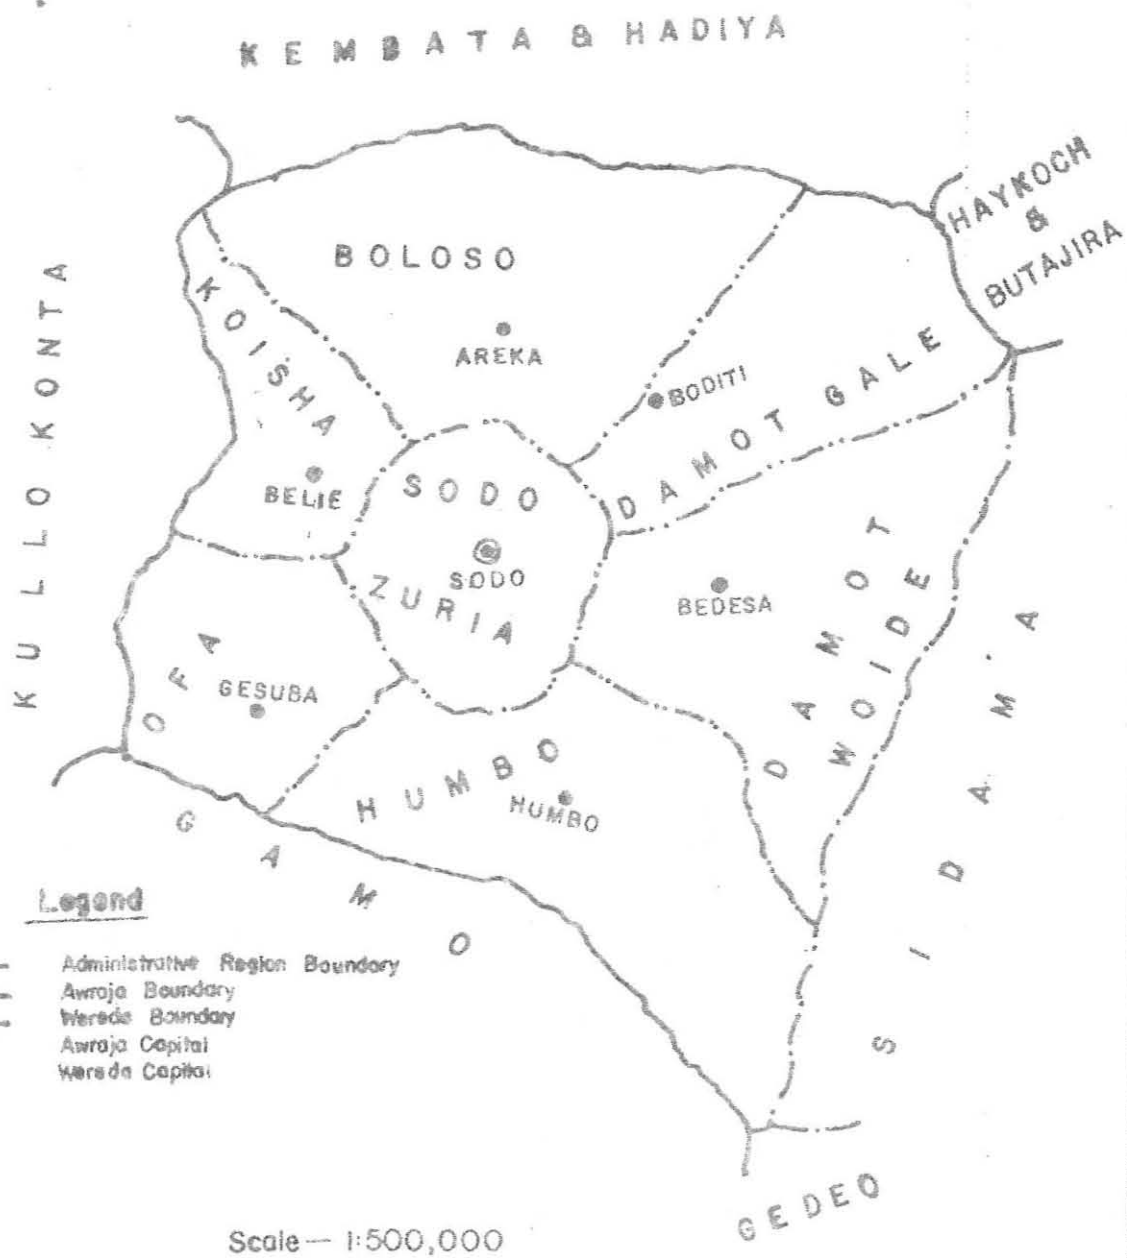 KEMBATA & HADIYA
HAYKOCH
&
BUTAJIRA
KULLO KONTA
BOLOSO
AREKA
KOISHA
BELIE
BODITI
DAMOT GALE
SODO
SODO
ZURIA
BEDESA
DAMOT
WOIDE
OFA
GESUBA
HUMBO
HUMBO
SIDAMA
GAMO
GEDEO
Legend
Administrative Region Boundary
Awraja Boundary
Wereda Boundary
Awraja Capital
Wereda Capital
Scale — 1:500,000